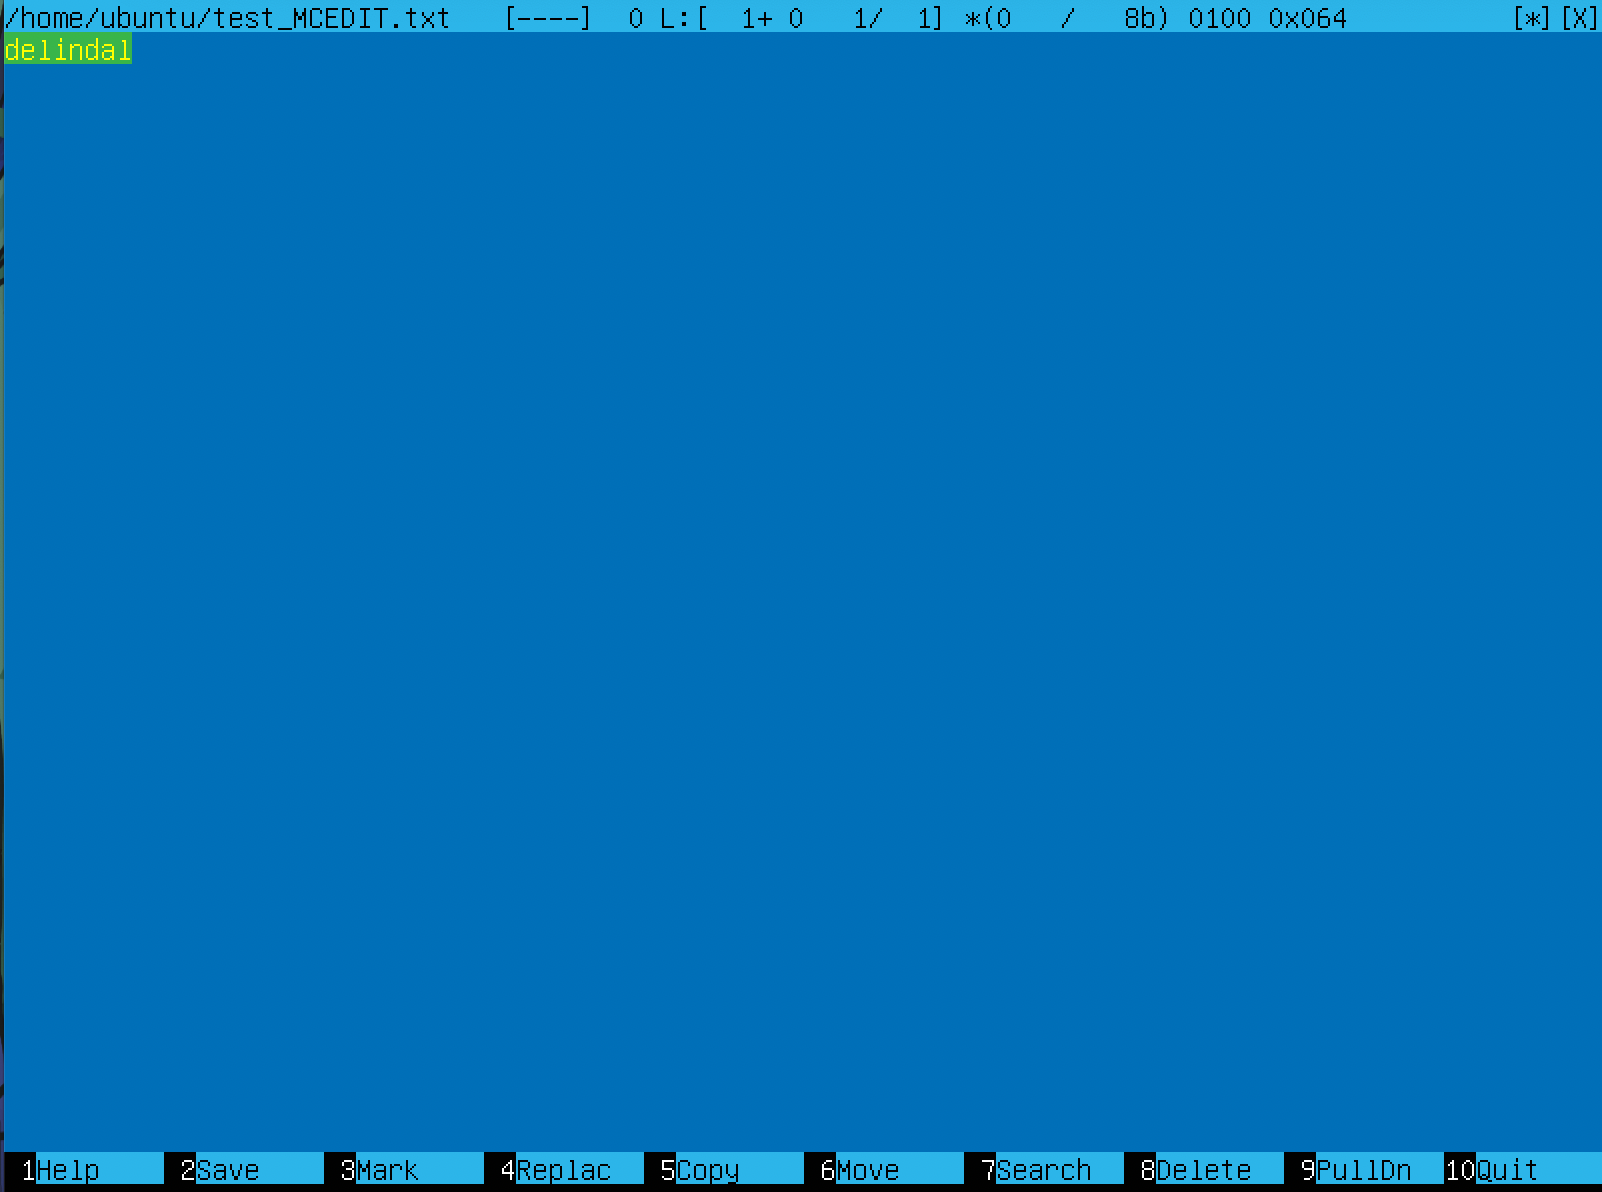 /home/ubuntu/test_MCEDIT.txt [----] 0 L:[ 1+ 0 1/ 1] *(0 / 8b) 0100 0x064 [*][X]
delindal
1Help 2Save 3Mark 4Replac 5Copy 6Move 7Search 8Delete 9PullDn 10Quit